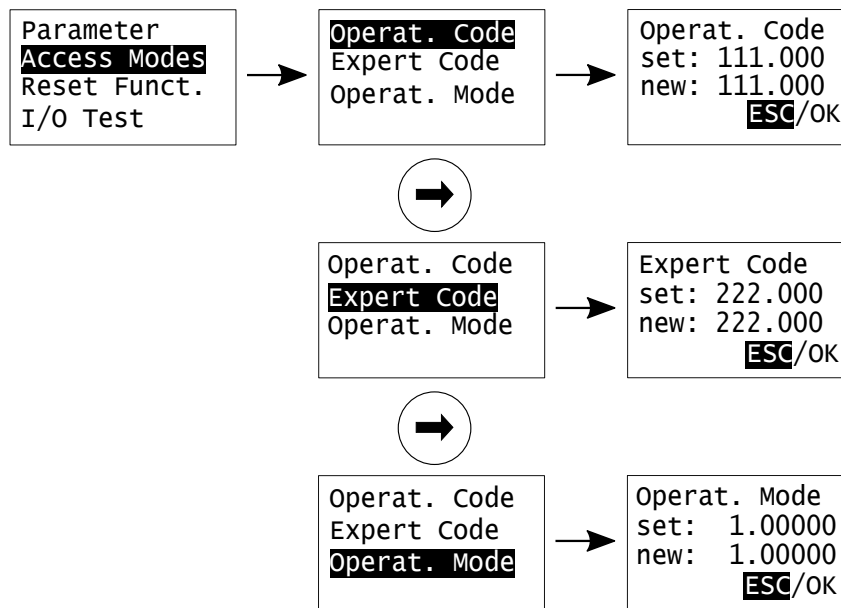 Parameter
Access Modes
Reset Funct.
I/O Test
Operat. Code
Expert Code
Operat. Mode
Operat. Code
set: 111.000
new: 111.000
ESC/OK
Operat. Code
Expert Code
Operat. Mode
Expert Code
set: 222.000
new: 222.000
ESC/OK
Operat. Code
Expert Code
Operat. Mode
Operat. Mode
set: 1.00000
new: 1.00000
ESC/OK